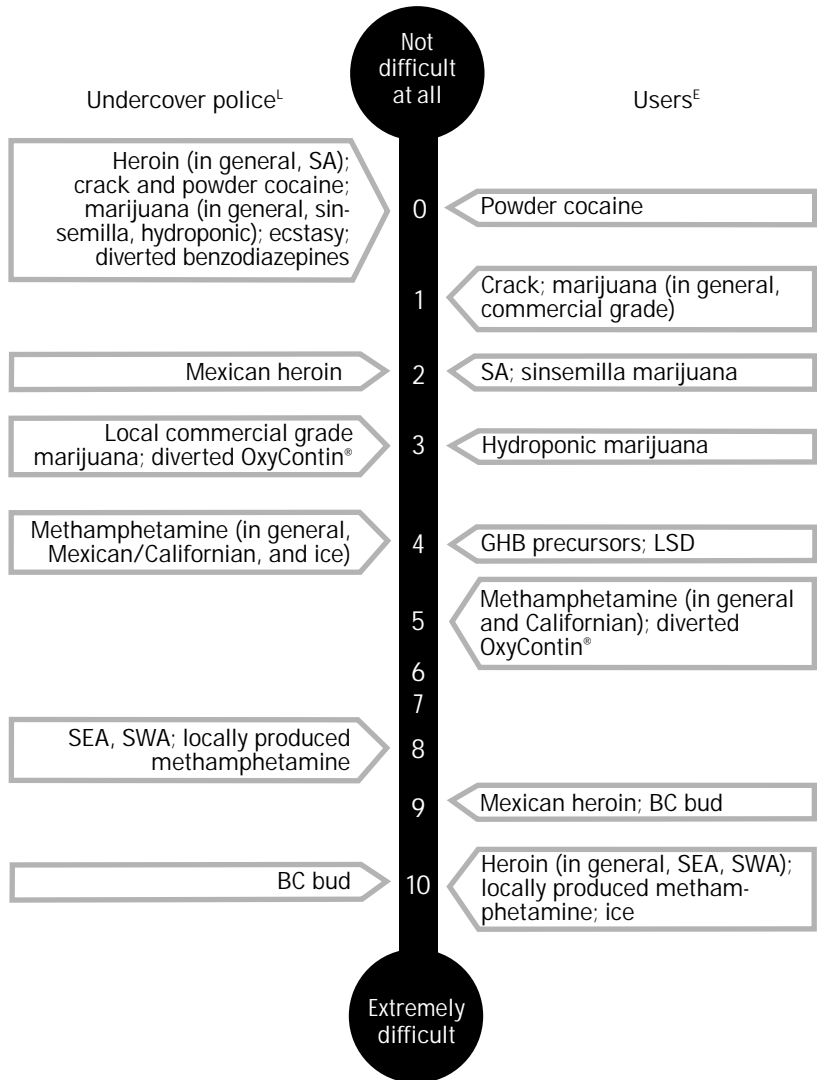 Not
difficult
at all
Undercover police^L
Users^E
Heroin (in general, SA);
crack and powder cocaine;
marijuana (in general, sin-
semilla, hydroponic); ecstasy;
diverted benzodiazepines
0
Powder cocaine
1
Crack; marijuana (in general,
commercial grade)
Mexican heroin
2
SA; sinsemilla marijuana
Local commercial grade
marijuana; diverted OxyContin®
3
Hydroponic marijuana
Methamphetamine (in general,
Mexican/Californian, and ice)
4
GHB precursors; LSD
5
Methamphetamine (in general
and Californian); diverted
OxyContin®
6
7
SEA, SWA; locally produced
methamphetamine
8
9
Mexican heroin; BC bud
BC bud
10
Heroin (in general, SEA, SWA);
locally produced metham-
phetamine; ice
Extremely
difficult